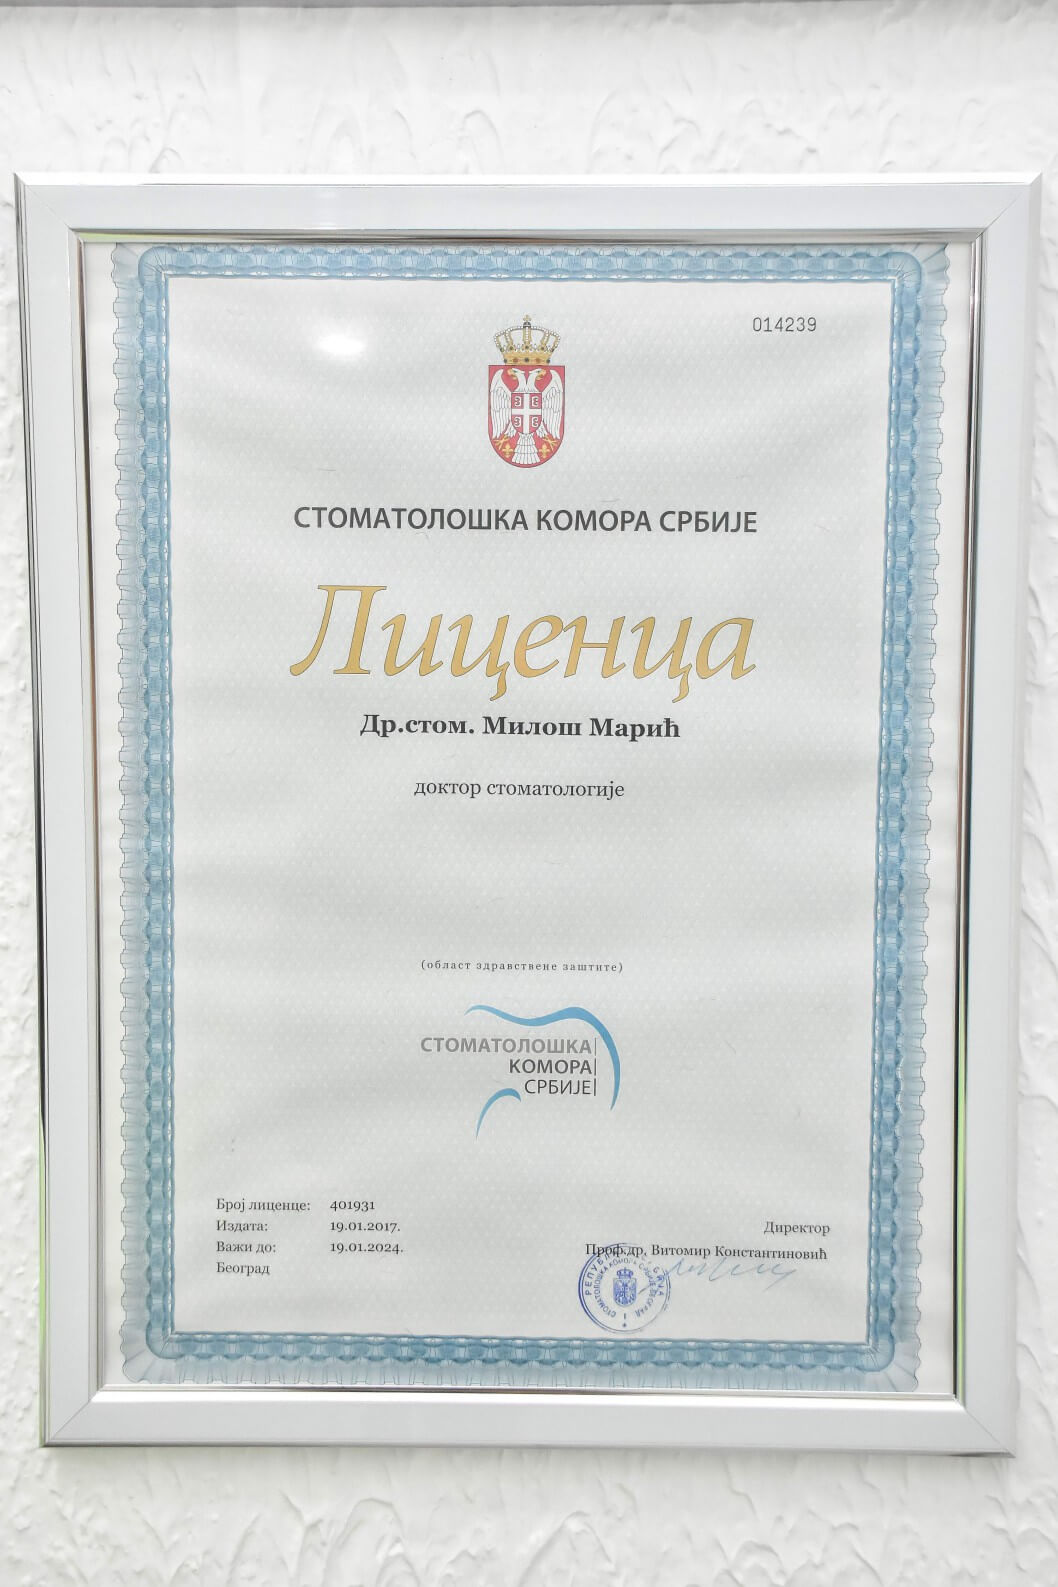 014239
СТОМАТОЛОШКА КОМОРА СРБИЈЕ
Лиценца
Др.стом. Милош Марић
доктор стоматологије
(област здравствене заштите)
СТОМАТОЛОШКА
КОМОРА
СРБИЈЕ
Број лиценце: 401931
Издата: 19.01.2017.
Важи до: 19.01.2024.
Београд
Директор
Проф.др. Витомир Константиновић